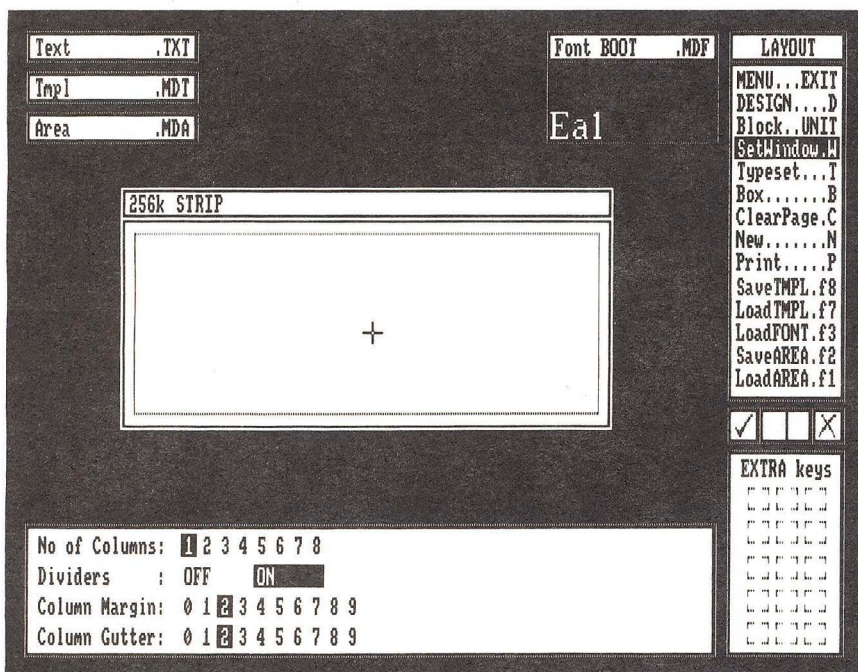 Text .TXT
Tmpl .MDT
Area .MDA
Font BOOT .MDF
Eal
LAYOUT
MENU...EXIT
DESIGN....D
Block..UNIT
SetWindow.W
Typeset...T
Box.......B
ClearPage.C
New.......N
Print.....P
SaveTMPL.f8
LoadTMPL.f7
LoadFONT.f3
SaveAREA.f2
LoadAREA.f1
256k STRIP
EXTRA keys
No of Columns: 1 2 3 4 5 6 7 8
Dividers : OFF ON
Column Margin: 0 1 2 3 4 5 6 7 8 9
Column Gutter: 0 1 2 3 4 5 6 7 8 9